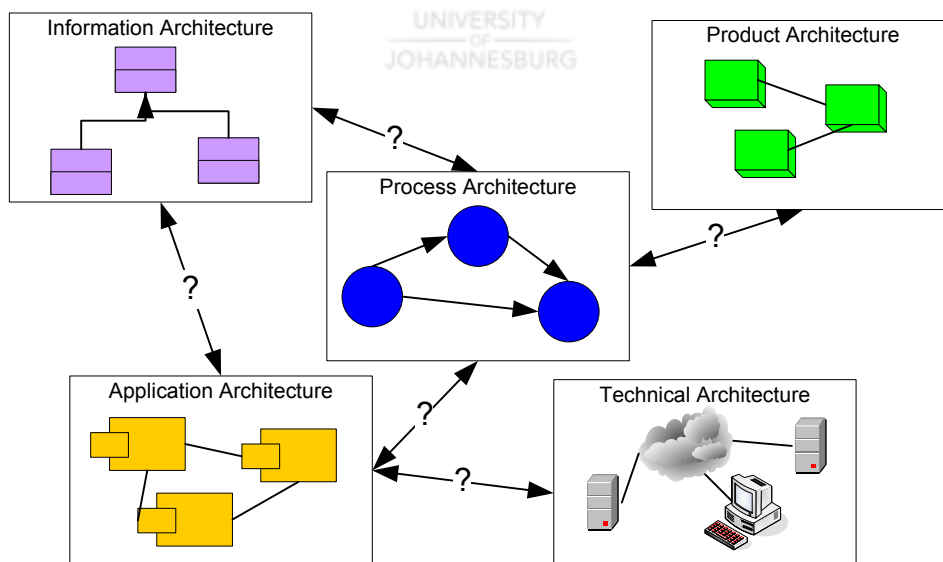 UNIVERSITY
OF
JOHANNESBURG
Information Architecture
Product Architecture
?
Process Architecture
?
?
Application Architecture
?
Technical Architecture
?